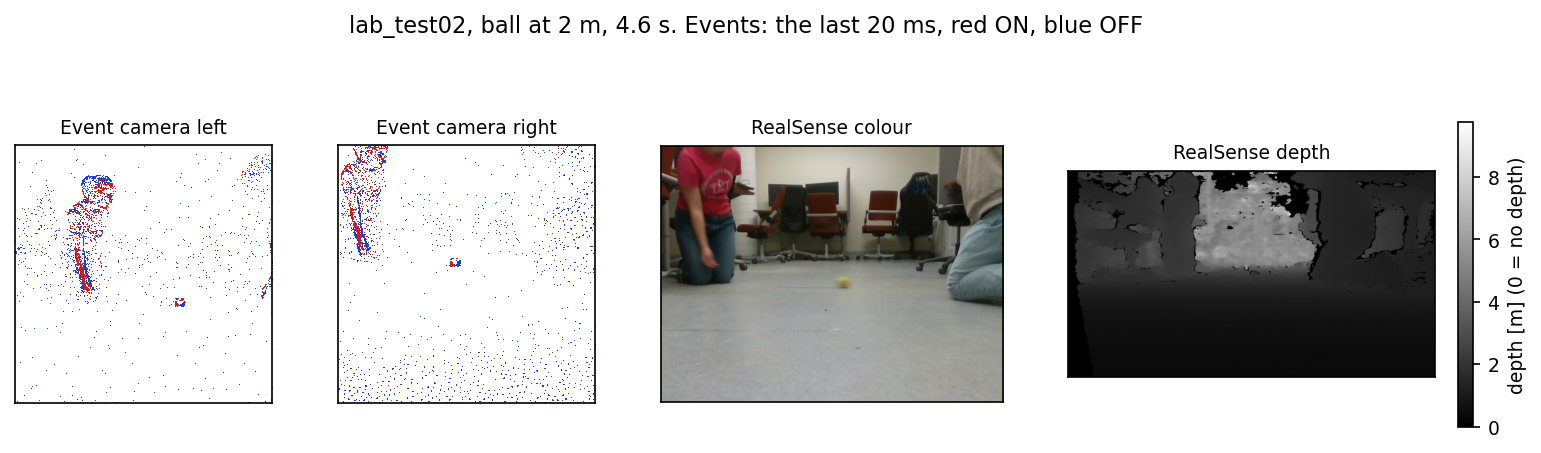 lab_test02, ball at 2 m, 4.6 s. Events: the last 20 ms, red ON, blue OFF
Event camera left
Event camera right
RealSense colour
RealSense depth
8
6
4
2
0
depth [m] (0 = no depth)